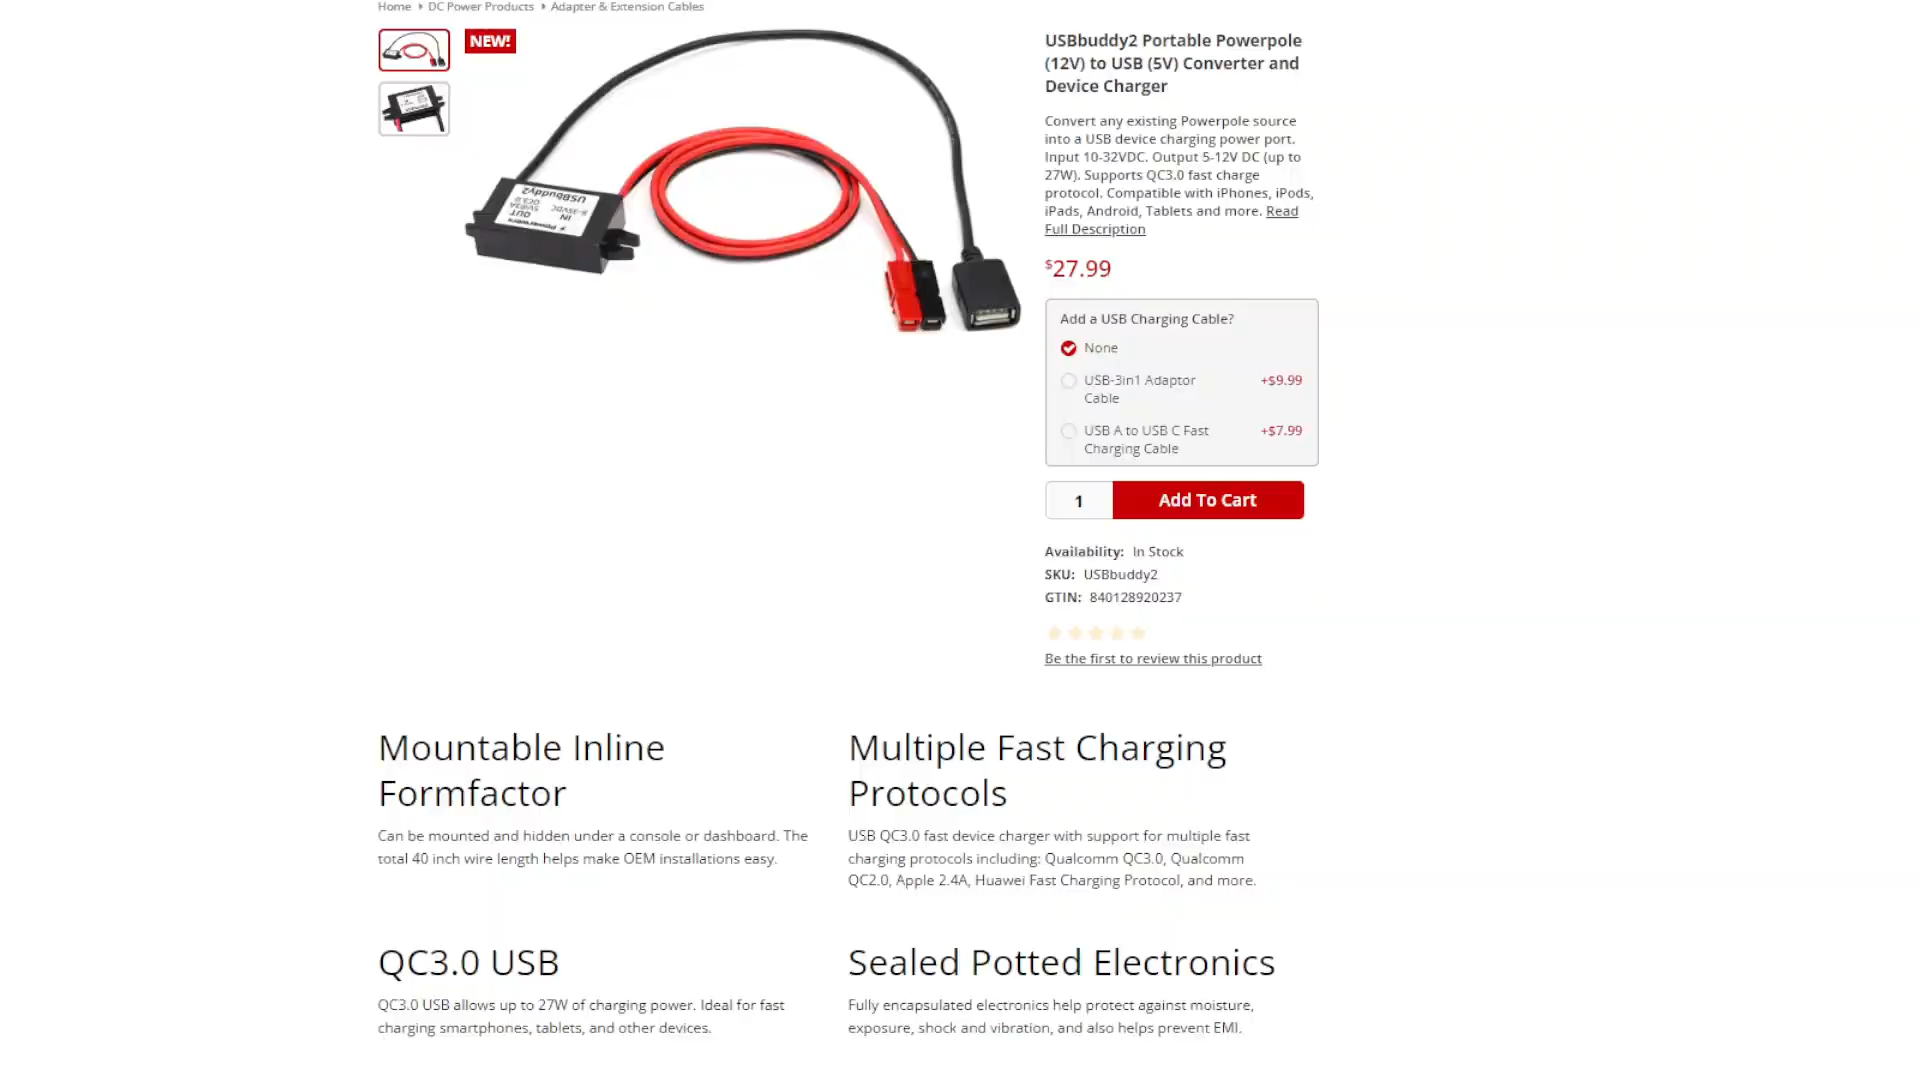 Home ▸ DC Power Products ▸ Adapter & Extension Cables
NEW!
USBbuddy2
IN
OUT
QC3.0
Powerwerx
USBbuddy2 Portable Powerpole
(12V) to USB (5V) Converter and
Device Charger
Convert any existing Powerpole source
into a USB device charging power port.
Input 10-32VDC. Output 5-12V DC (up to
27W). Supports QC3.0 fast charge
protocol. Compatible with iPhones, iPods,
iPads, Android, Tablets and more. Read
Full Description
$27.99
Add a USB Charging Cable?
None
USB-3in1 Adaptor +$9.99
Cable
USB A to USB C Fast +$7.99
Charging Cable
1 Add To Cart
Availability: In Stock
SKU: USBbuddy2
GTIN: 840128920237
Be the first to review this product
Mountable Inline
Formfactor
Can be mounted and hidden under a console or dashboard. The
total 40 inch wire length helps make OEM installations easy.
Multiple Fast Charging
Protocols
USB QC3.0 fast device charger with support for multiple fast
charging protocols including: Qualcomm QC3.0, Qualcomm
QC2.0, Apple 2.4A, Huawei Fast Charging Protocol, and more.
QC3.0 USB
QC3.0 USB allows up to 27W of charging power. Ideal for fast
charging smartphones, tablets, and other devices.
Sealed Potted Electronics
Fully encapsulated electronics help protect against moisture,
exposure, shock and vibration, and also helps prevent EMI.